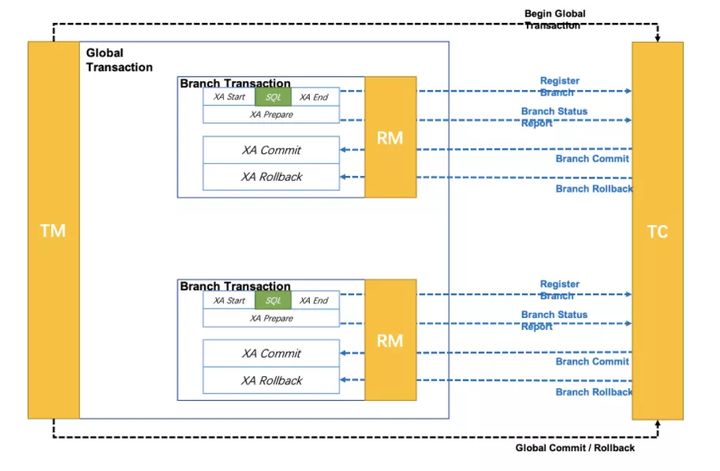 Begin Global
Transaction
Global
Transaction
TM
Branch Transaction
XA Start SQL XA End
XA Prepare
XA Commit
XA Rollback
RM
Register
Branch
Branch Status
Report
Branch Commit
Branch Rollback
TC
Branch Transaction
XA Start SQL XA End
XA Prepare
XA Commit
XA Rollback
RM
Register
Branch
Branch Status
Report
Branch Commit
Branch Rollback
Global Commit / Rollback